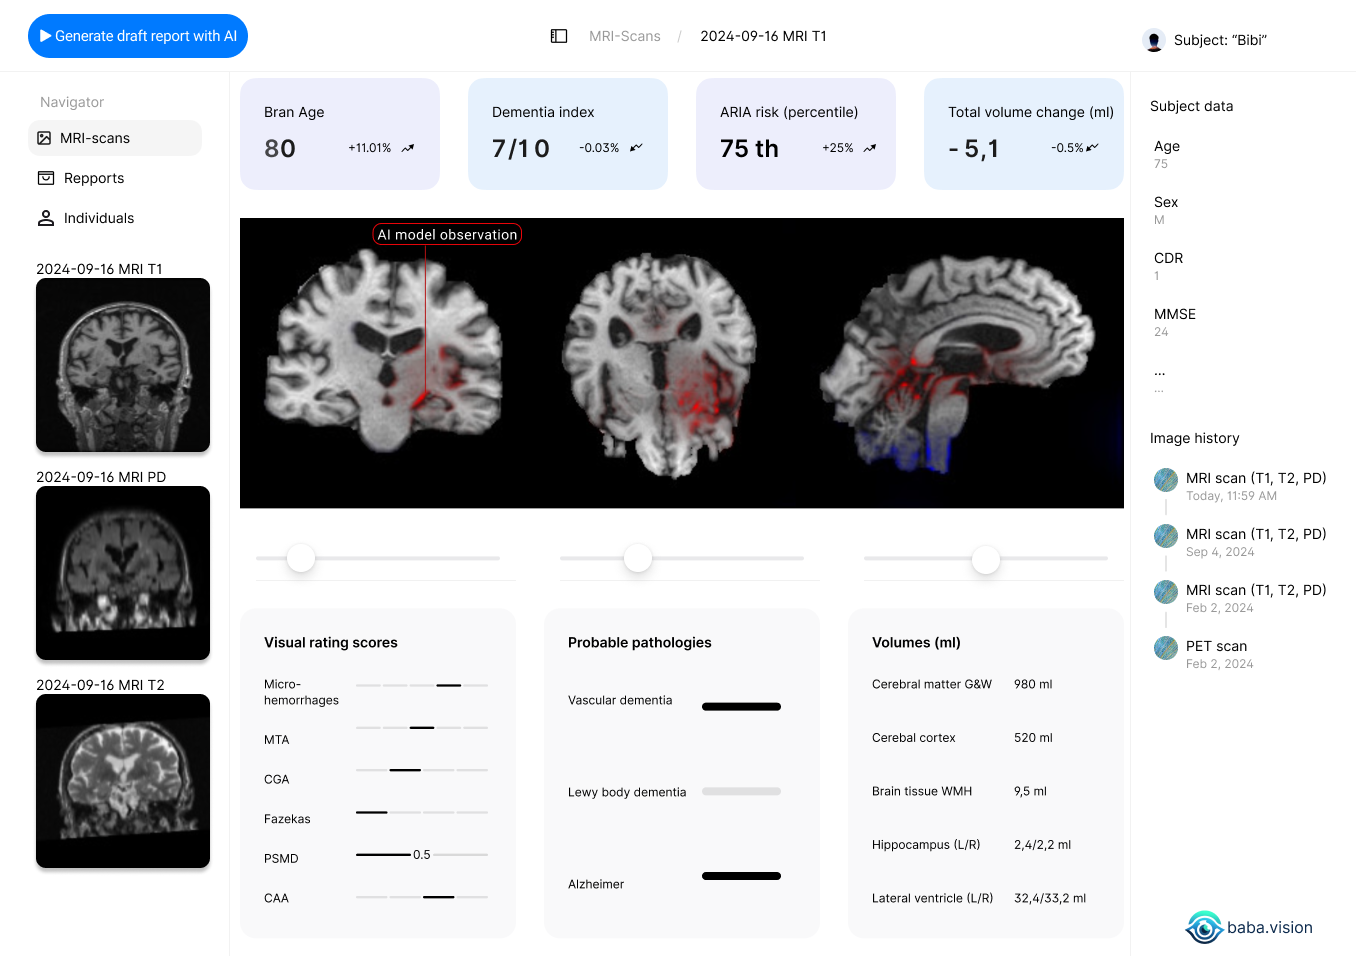 Generate draft report with AI
MRI-Scans / 2024-09-16 MRI T1
Subject: “Bibi”
Navigator
MRI-scans
Repports
Individuals
2024-09-16 MRI T1
2024-09-16 MRI PD
2024-09-16 MRI T2
Bran Age
80 +11.01%
Dementia index
7/10 -0.03%
ARIA risk (percentile)
75 th +25%
Total volume change (ml)
- 5,1 -0.5%
AI model observation
Visual rating scores
Micro-
hemorrhages
MTA
CGA
Fazekas
PSMD 0.5
CAA
Probable pathologies
Vascular dementia
Lewy body dementia
Alzheimer
Volumes (ml)
Cerebral matter G&W 980 ml
Cerebal cortex 520 ml
Brain tissue WMH 9,5 ml
Hippocampus (L/R) 2,4/2,2 ml
Lateral ventricle (L/R) 32,4/33,2 ml
Subject data
Age
75
Sex
M
CDR
1
MMSE
24
...
...
Image history
MRI scan (T1, T2, PD)
Today, 11:59 AM
MRI scan (T1, T2, PD)
Sep 4, 2024
MRI scan (T1, T2, PD)
Feb 2, 2024
PET scan
Feb 2, 2024
baba.vision